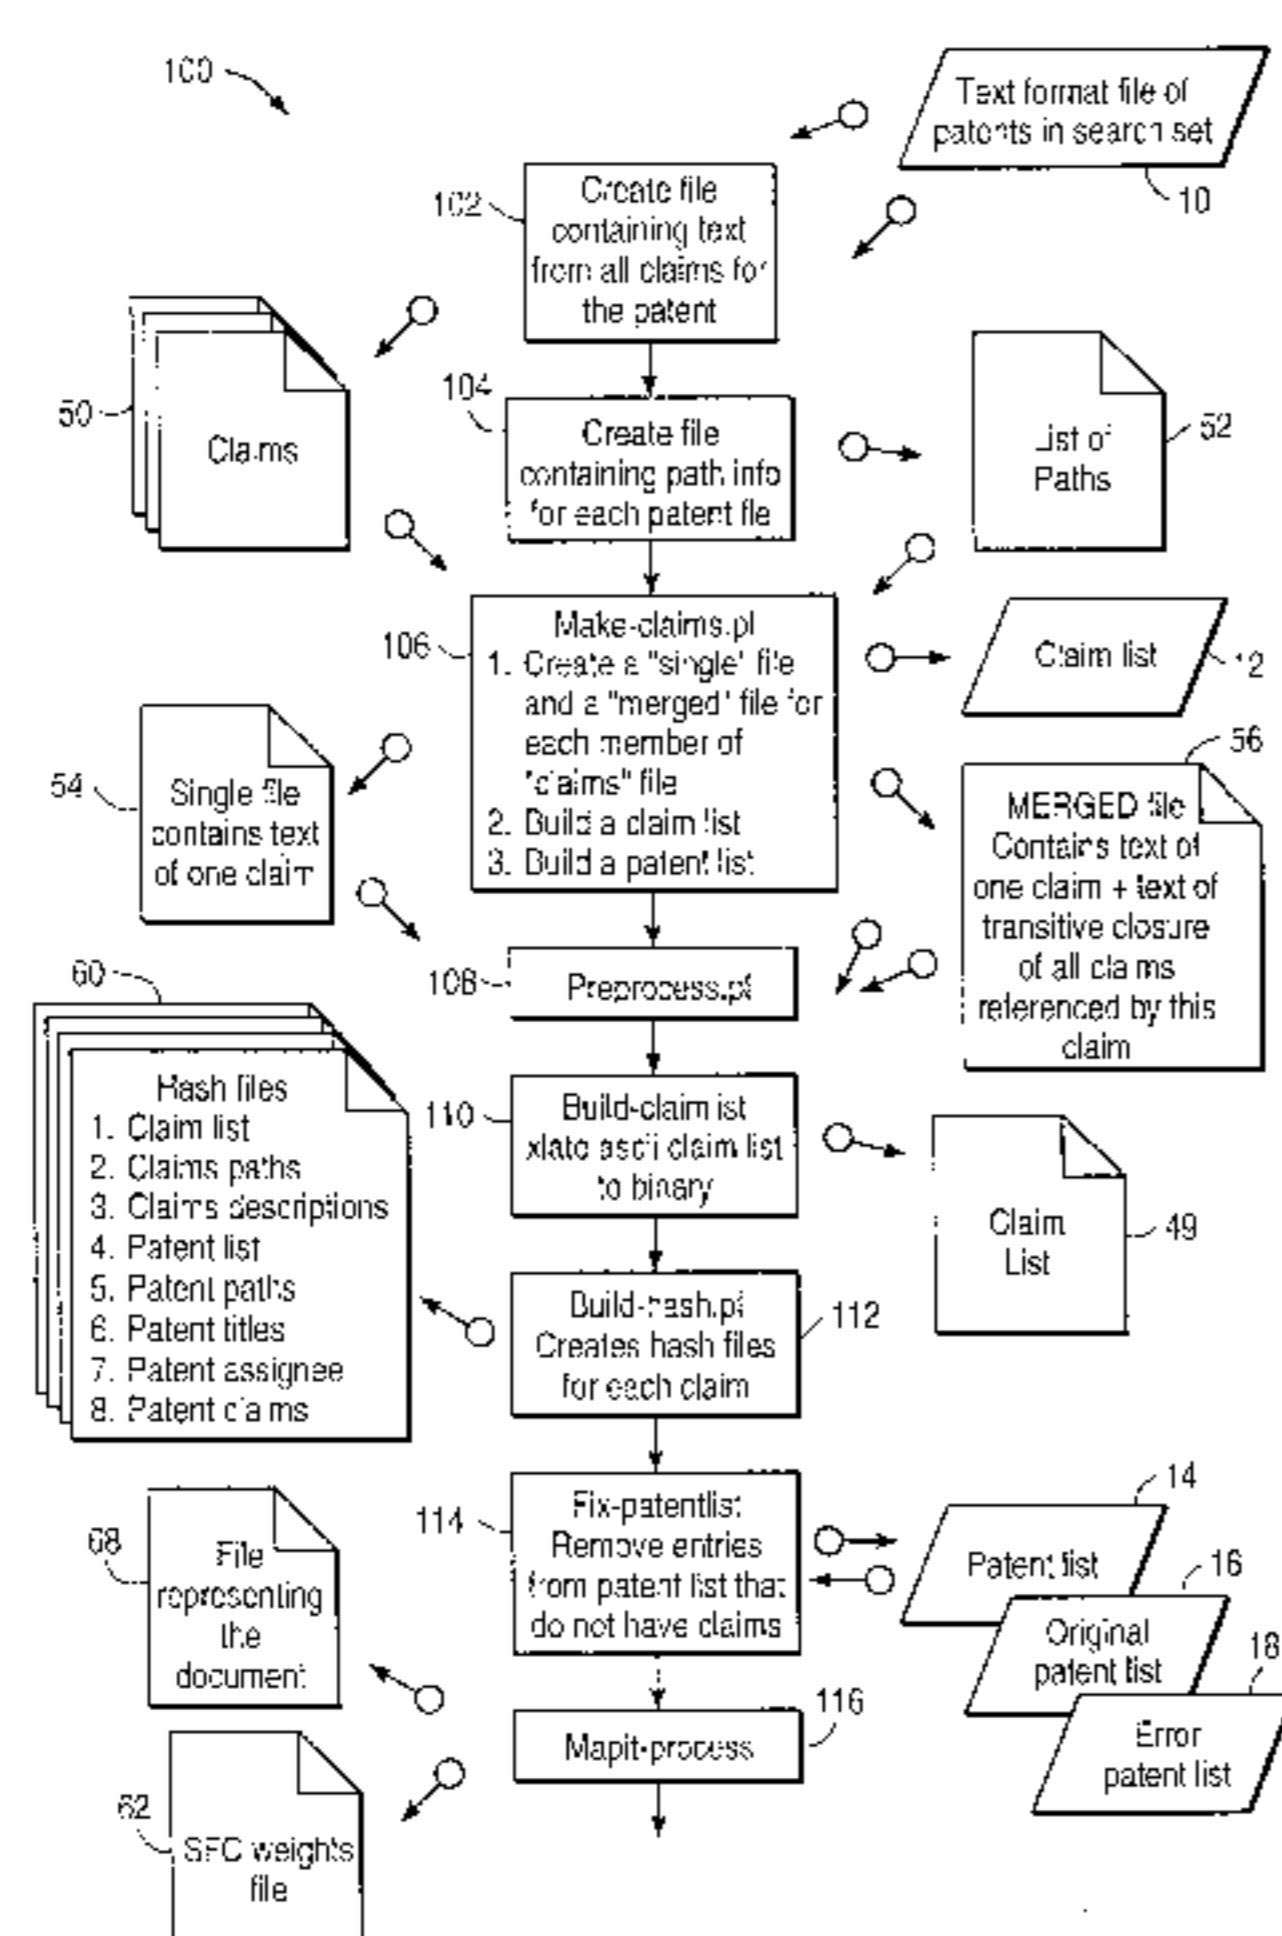 100
Text format file of
patents in search set
10
102
Create file
containing text
from all claims for
the patent
50
Claims
104
Create file
containing path info
for each patent file
List of
Paths
52
106
Make-claims.pl
1. Create a "single" file
and a "merged" file for
each member of
"claims" file
2. Build a claim list
3. Build a patent list
Claim list
12
54
Single file
contains text
of one claim
56
MERGED file
Contains text of
one claim + text of
transitive closure
of all claims
referenced by this
claim
108
Preprocess.pl
60
Hash files
1. Claim list
2. Claims paths
3. Claims descriptions
4. Patent list
5. Patent paths
6. Patent titles
7. Patent assignee
8. Patent claims
110
Build-claimlist
xlate ascii claim list
to binary
Claim
List
49
Build-hash.pl
Creates hash files
for each claim
112
114
Fix-patentlist
Remove entries
from patent list that
do not have claims
14
Patent list
16
Original
patent list
18
Error
patent list
68
File
representing
the
document
Mapit-process
116
62
SFC weights
file